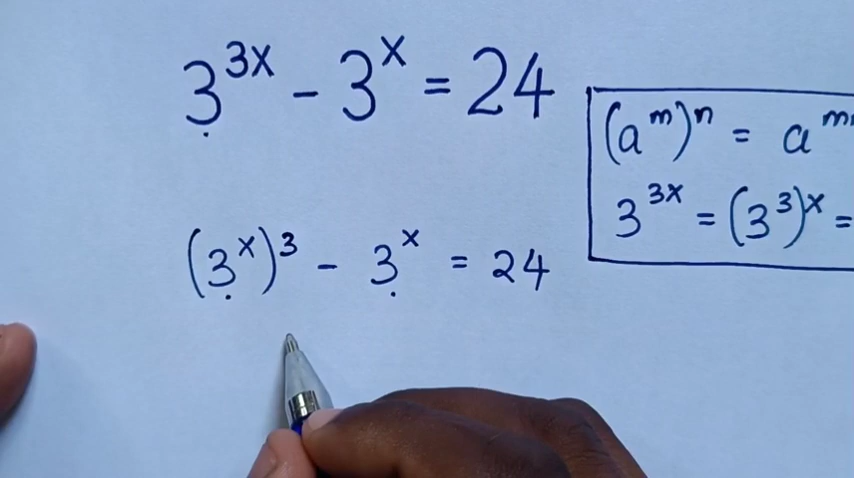 3^{3x} - 3^x = 24
(a^m)^n = a^m
3^{3x} = (3^3)^x =
(3^x)^3 - 3^x = 24